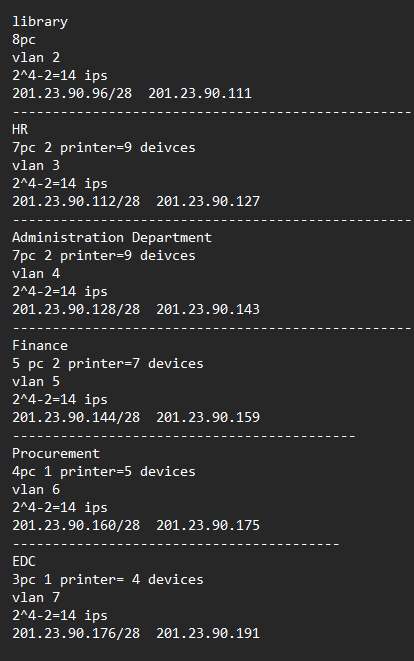 library
8pc
vlan 2
2^4-2=14 ips
201.23.90.96/28  201.23.90.111
--------------------------------------------------
HR
7pc 2 printer=9 deivces
vlan 3
2^4-2=14 ips
201.23.90.112/28  201.23.90.127
--------------------------------------------------
Administration Department
7pc 2 printer=9 deivces
vlan 4
2^4-2=14 ips
201.23.90.128/28  201.23.90.143
--------------------------------------------------
Finance
5 pc 2 printer=7 devices
vlan 5
2^4-2=14 ips
201.23.90.144/28  201.23.90.159
-------------------------------------------
Procurement
4pc 1 printer=5 devices
vlan 6
2^4-2=14 ips
201.23.90.160/28  201.23.90.175
-----------------------------------------
EDC
3pc 1 printer= 4 devices
vlan 7
2^4-2=14 ips
201.23.90.176/28  201.23.90.191